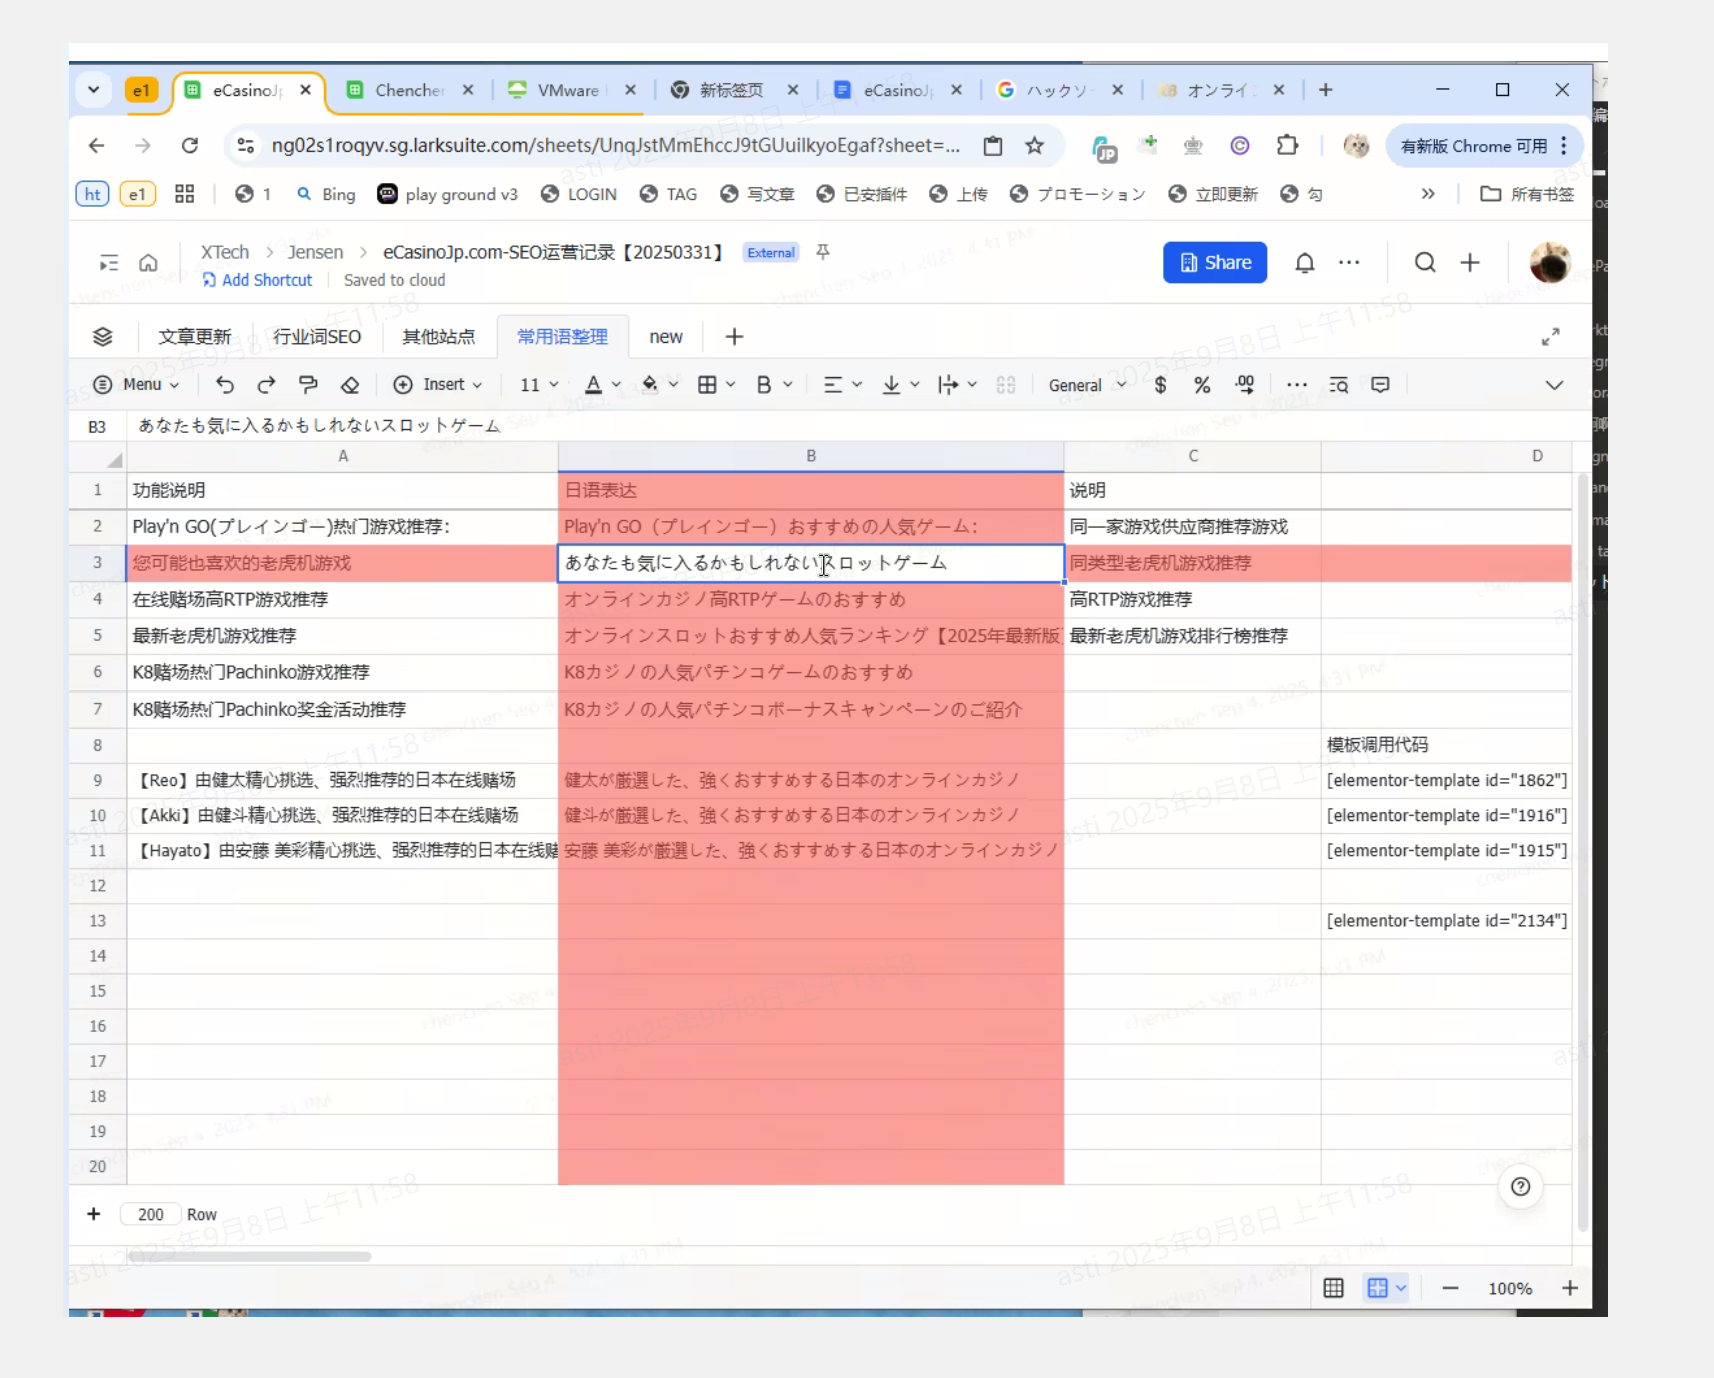 e1 eCasinoJ Chencher VMware 新标签页 eCasinoJ ハックソ オンライ
ng02s1roqyv.sg.larksuite.com/sheets/UnqJstMmEhccJ9tGUuilkyoEgaf?sheet=... 有新版 Chrome 可用
ht e1 1 Bing play ground v3 LOGIN TAG 写文章 已安插件 上传 プロモーション 立即更新 勾 » 所有书签
XTech > Jensen > eCasinoJp.com-SEO运营记录【20250331】 External
Add Shortcut Saved to cloud
Share
文章更新 行业词SEO 其他站点 常用语整理 new
Menu Insert 11 A B General $ % .00
B3 あなたも気に入るかもしれないスロットゲーム
A B C D
1 功能说明 日语表达 说明
2 Play'n GO(プレインゴー)热门游戏推荐: Play'n GO（プレインゴー）おすすめの人気ゲーム: 同一家游戏供应商推荐游戏
3 您可能也喜欢的老虎机游戏 あなたも気に入るかもしれないスロットゲーム 同类型老虎机游戏推荐
4 在线赌场高RTP游戏推荐 オンラインカジノ高RTPゲームのおすすめ 高RTP游戏推荐
5 最新老虎机游戏推荐 オンラインスロットおすすめ人気ランキング【2025年最新版】 最新老虎机游戏排行榜推荐
6 K8赌场热门Pachinko游戏推荐 K8カジノの人気パチンコゲームのおすすめ
7 K8赌场热门Pachinko奖金活动推荐 K8カジノの人気パチンコボーナスキャンペーンのご紹介
8 模板调用代码
9 【Reo】由健太精心挑选、强烈推荐的日本在线赌场 健太が厳選した、強くおすすめする日本のオンラインカジノ [elementor-template id="1862"]
10 【Akki】由健斗精心挑选、强烈推荐的日本在线赌场 健斗が厳選した、強くおすすめする日本のオンラインカジノ [elementor-template id="1916"]
11 【Hayato】由安藤 美彩精心挑选、强烈推荐的日本在线赌 安藤 美彩が厳選した、強くおすすめする日本のオンラインカジノ [elementor-template id="1915"]
12
13 [elementor-template id="2134"]
14
15
16
17
18
19
20
200 Row
100%
asti 2025年9月8日 上午11:58
chenchen Sep 4, 2025, 4:31 PM